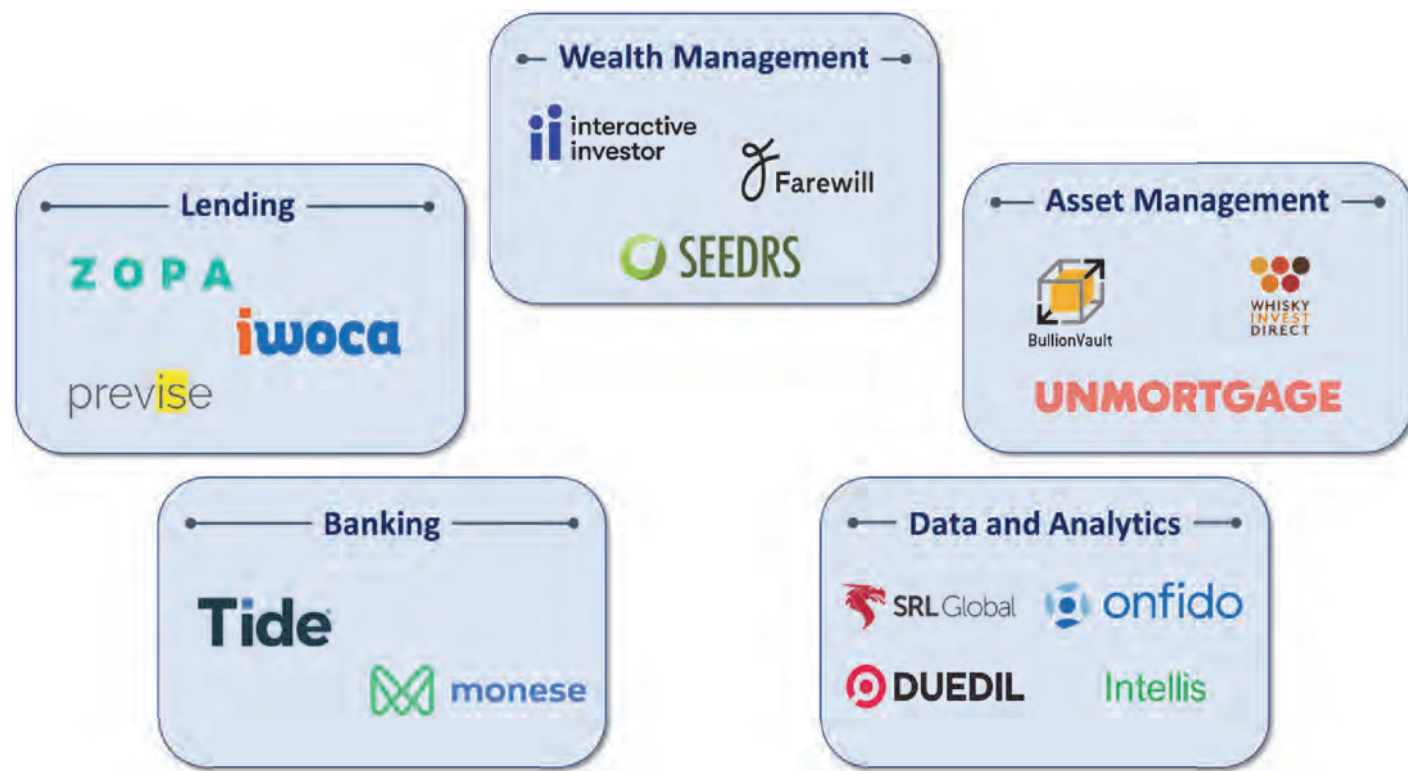 Wealth Management
interactive
investor
Farewill
SEEDRS
Lending
ZOPA
iwoca
previse
Asset Management
BullionVault
WHISKY
INVEST
DIRECT
UNMORTGAGE
Banking
Tide
monese
Data and Analytics
SRL Global
onfido
DUEDIL
Intellis